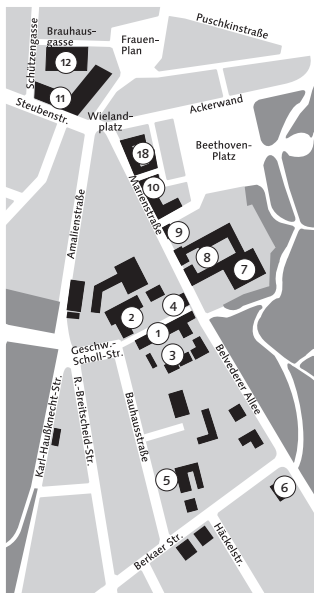 Puschkinstraße
Schützengasse
Brauhaus-
gasse
Frauen-
Plan
12
11
Steubenstr.
Wieland-
platz
Ackerwand
18
Beethoven-
Platz
10
Marienstraße
Amalienstraße
9
8
7
4
2
1
3
Geschw.-
Scholl-Str.
Belvederer Allee
Karl-Haußknecht-Str.
R.-Breitscheid-Str.
Bauhausstraße
5
6
Berkaer Str.
Häckelstr.